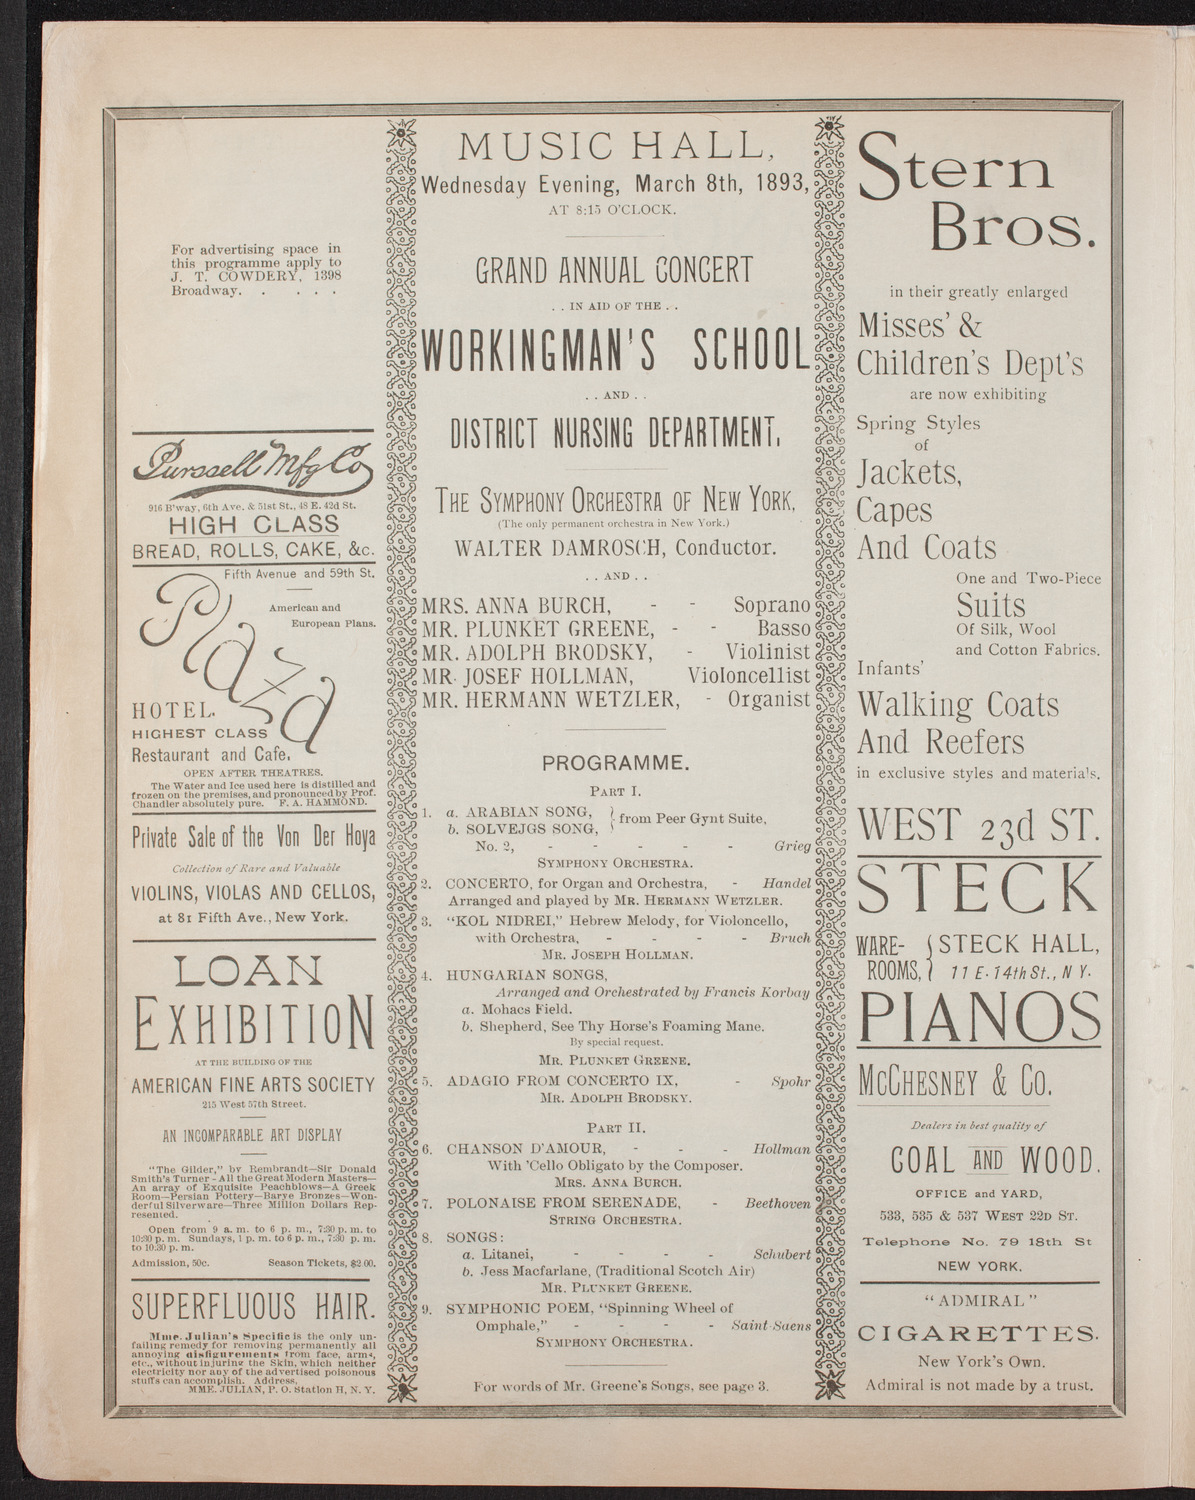 For advertising space in
this programme apply to
J. T. COWDERY, 1398
Broadway. . . . .
Purssell Mfg Co
916 B'way, 6th Ave. & 51st St., 48 E. 42d St.
HIGH CLASS
BREAD, ROLLS, CAKE, &c.
Fifth Avenue and 59th St.
American and
European Plans.
Plaza
HOTEL.
HIGHEST CLASS
Restaurant and Cafe.
OPEN AFTER THEATRES.
The Water and Ice used here is distilled and
frozen on the premises, and pronounced by Prof.
Chandler absolutely pure. F. A. HAMMOND.
Private Sale of the Von Der Hoya
Collection of Rare and Valuable
VIOLINS, VIOLAS AND CELLOS,
at 81 Fifth Ave., New York.
LOAN
EXHIBITION
AT THE BUILDING OF THE
AMERICAN FINE ARTS SOCIETY
215 West 57th Street.
AN INCOMPARABLE ART DISPLAY
"The Gilder," by Rembrandt—Sir Donald
Smith's Turner - All the Great Modern Masters—
An array of Exquisite Peachblows—A Greek
Room—Persian Pottery—Barye Bronzes—Won-
derful Silverware—Three Million Dollars Rep-
resented.
Open from 9 a. m. to 6 p. m., 7:30 p. m. to
10:30 p. m. Sundays, 1 p. m. to 6 p. m., 7:30 p. m.
to 10:30 p. m.
Admission, 50c. Season Tickets, $2.00.
SUPERFLUOUS HAIR.
Mme. Julian's Specific is the only un-
failing remedy for removing permanently all
annoying disfigurements from face, arms,
etc., without injuring the Skin, which neither
electricity nor any of the advertised poisonous
stuffs can accomplish. Address,
MME. JULIAN, P. O. Station H, N. Y.
MUSIC HALL,
Wednesday Evening, March 8th, 1893,
AT 8:15 O'CLOCK.
GRAND ANNUAL CONCERT
. . IN AID OF THE . .
WORKINGMAN'S SCHOOL
. . AND . .
DISTRICT NURSING DEPARTMENT.
THE SYMPHONY ORCHESTRA OF NEW YORK,
(The only permanent orchestra in New York.)
WALTER DAMROSCH, Conductor.
. . AND . .
MRS. ANNA BURCH, - - Soprano
MR. PLUNKET GREENE, - - Basso
MR. ADOLPH BRODSKY, - Violinist
MR. JOSEF HOLLMAN, Violoncellist
MR. HERMANN WETZLER, - Organist
PROGRAMME.
PART I.
1. a. ARABIAN SONG, } from Peer Gynt Suite,
b. SOLVEJGS SONG,
No. 2, - - - - - Grieg
SYMPHONY ORCHESTRA.
2. CONCERTO, for Organ and Orchestra, - Handel
Arranged and played by MR. HERMANN WETZLER.
3. "KOL NIDREI," Hebrew Melody, for Violoncello,
with Orchestra, - - - - Bruch
MR. JOSEPH HOLLMAN.
4. HUNGARIAN SONGS,
Arranged and Orchestrated by Francis Korbay
a. Mohacs Field.
b. Shepherd, See Thy Horse's Foaming Mane.
By special request.
MR. PLUNKET GREENE.
5. ADAGIO FROM CONCERTO IX, - Spohr
MR. ADOLPH BRODSKY.
PART II.
6. CHANSON D'AMOUR, - - - Hollman
With 'Cello Obligato by the Composer.
MRS. ANNA BURCH.
7. POLONAISE FROM SERENADE, - Beethoven
STRING ORCHESTRA.
8. SONGS:
a. Litanei, - - - - Schubert
b. Jess Macfarlane, (Traditional Scotch Air)
MR. PLUNKET GREENE.
9. SYMPHONIC POEM, "Spinning Wheel of
Omphale," - - - - Saint-Saens
SYMPHONY ORCHESTRA.
For words of Mr. Greene's Songs, see page 3.
Stern
Bros.
in their greatly enlarged
Misses' &
Children's Dept's
are now exhibiting
Spring Styles
of
Jackets,
Capes
And Coats
One and Two-Piece
Suits
Of Silk, Wool
and Cotton Fabrics.
Infants'
Walking Coats
And Reefers
in exclusive styles and materials.
WEST 23d ST.
STECK
WARE- { STECK HALL,
ROOMS, 11 E. 14th St., N Y.
PIANOS
McCHESNEY & Co.
Dealers in best quality of
COAL AND WOOD.
OFFICE and YARD,
533, 535 & 537 WEST 22D ST.
Telephone No. 79 18th St
NEW YORK.
"ADMIRAL"
CIGARETTES.
New York's Own.
Admiral is not made by a trust.